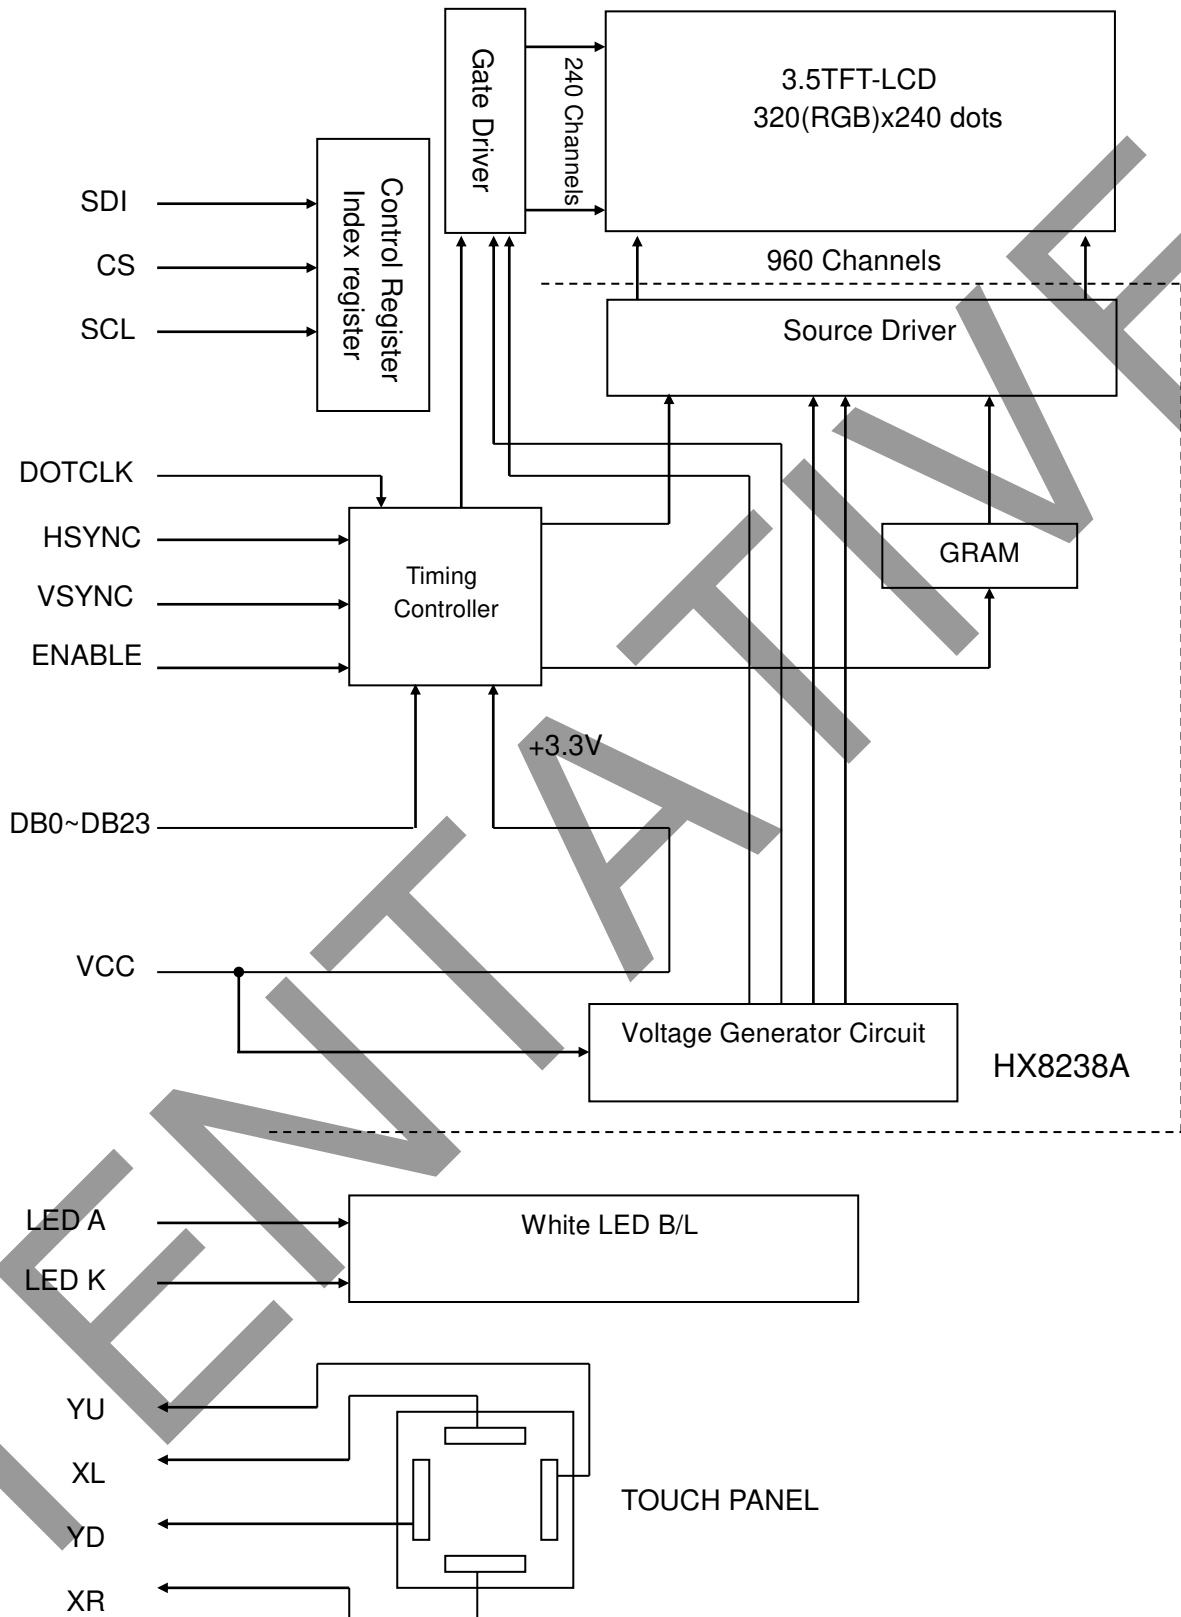 Gate Driver
240 Channels
3.5TFT-LCD
320(RGB)x240 dots
Control Register
Index register
SDI
CS
SCL
960 Channels
Source Driver
DOTCLK
HSYNC
VSYNC
ENABLE
Timing
Controller
GRAM
+3.3V
DB0~DB23
VCC
Voltage Generator Circuit
HX8238A
LED A
LED K
White LED B/L
YU
XL
YD
XR
TOUCH PANEL
TENTATIVE